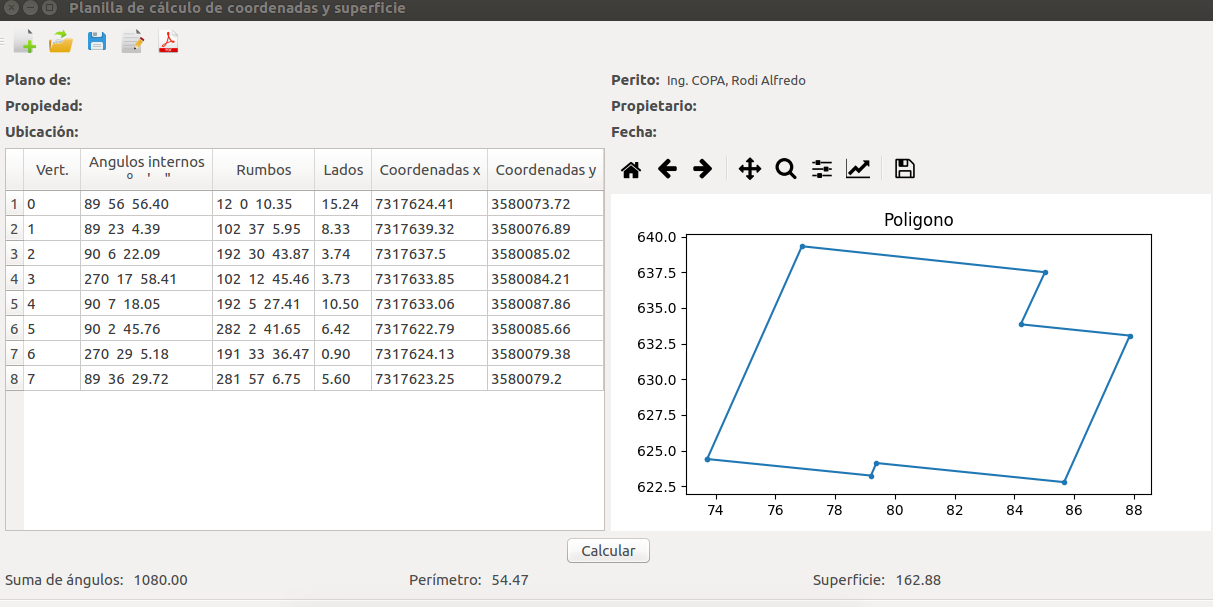 Planilla de cálculo de coordenadas y superficie
PDF
Plano de:
Perito: Ing. COPA, Rodi Alfredo
Propiedad:
Propietario:
Ubicación:
Fecha:
Vert. Angulos internos º ' " Rumbos Lados Coordenadas x Coordenadas y
1 0 89 56 56.40 12 0 10.35 15.24 7317624.41 3580073.72
2 1 89 23 4.39 102 37 5.95 8.33 7317639.32 3580076.89
3 2 90 6 22.09 192 30 43.87 3.74 7317637.5 3580085.02
4 3 270 17 58.41 102 12 45.46 3.73 7317633.85 3580084.21
5 4 90 7 18.05 192 5 27.41 10.50 7317633.06 3580087.86
6 5 90 2 45.76 282 2 41.65 6.42 7317622.79 3580085.66
7 6 270 29 5.18 191 33 36.47 0.90 7317624.13 3580079.38
8 7 89 36 29.72 281 57 6.75 5.60 7317623.25 3580079.2
Poligono
640.0
637.5
635.0
632.5
630.0
627.5
625.0
622.5
74 76 78 80 82 84 86 88
Calcular
Suma de ángulos: 1080.00 Perímetro: 54.47 Superficie: 162.88